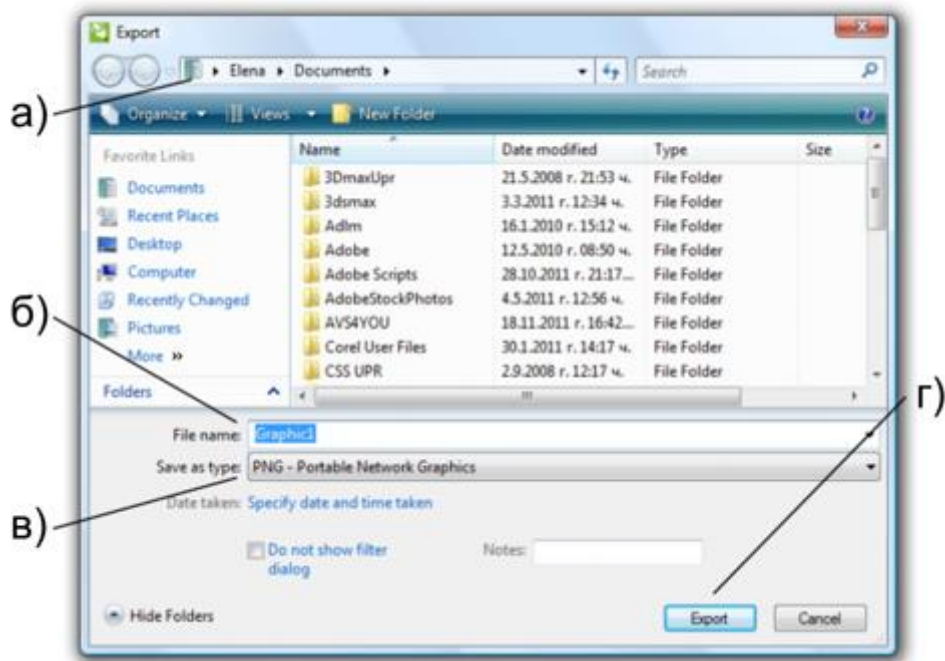 Export
Elena Documents Search
а)
Organize Views New Folder
Favorite Links
Name Date modified Type Size
Documents
Recent Places
Desktop
Computer
Recently Changed
Pictures
More »
Folders
3DmaxUpr 21.5.2008 г. 21:53 ч. File Folder
3dsmax 3.3.2011 г. 12:34 ч. File Folder
Adlm 16.1.2010 г. 15:12 ч. File Folder
Adobe 12.5.2010 г. 08:50 ч. File Folder
Adobe Scripts 28.10.2011 г. 21:17... File Folder
AdobeStockPhotos 4.5.2011 г. 12:56 ч. File Folder
AVS4YOU 18.11.2011 г. 16:42... File Folder
Corel User Files 30.1.2011 г. 14:17 ч. File Folder
CSS UPR 2.9.2008 г. 12:17 ч. File Folder
б)
г)
File name: Graphic1
Save as type: PNG - Portable Network Graphics
Date taken: Specify date and time taken
в)
Do not show filter
dialog
Notes:
Hide Folders
Export Cancel